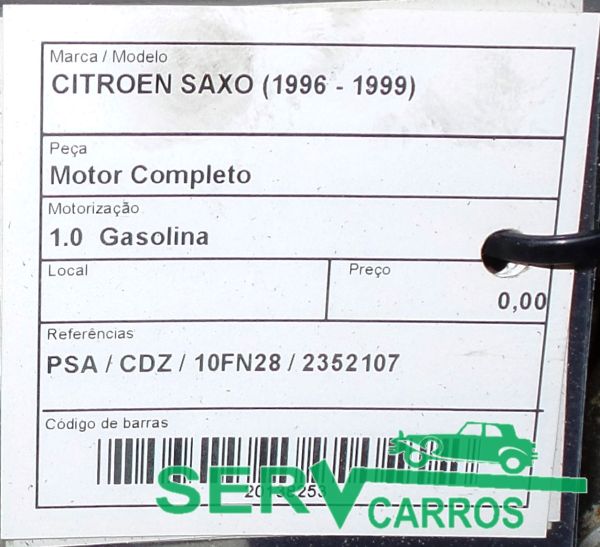 Marca / Modelo
CITROEN SAXO (1996 - 1999)
Peça
Motor Completo
Motorização
1.0 Gasolina
Local
Preço
0,00
Referências
PSA / CDZ / 10FN28 / 2352107
Código de barras
SERV
CARROS